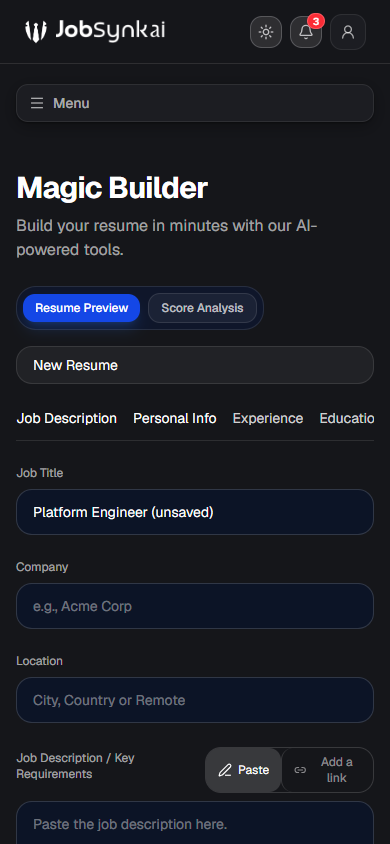 JobSynkai
3
Menu
Magic Builder
Build your resume in minutes with our AI-
powered tools.
Resume Preview
Score Analysis
New Resume
Job Description Personal Info Experience Educatio
Job Title
Platform Engineer (unsaved)
Company
e.g., Acme Corp
Location
City, Country or Remote
Job Description / Key
Requirements
Paste
Add a
link
Paste the job description here.